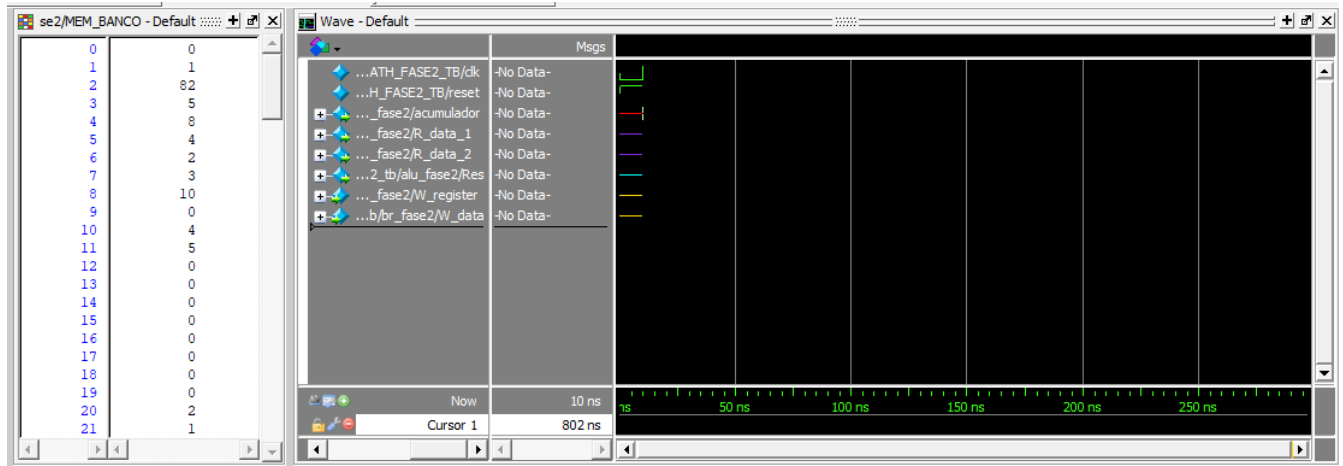 se2/MEM_BANCO - Default
0 0
1 1
2 82
3 5
4 8
5 4
6 2
7 3
8 10
9 0
10 4
11 5
12 0
13 0
14 0
15 0
16 0
17 0
18 0
19 0
20 2
21 1
Wave - Default
Msgs
...ATH_FASE2_TB/clk -No Data-
...H_FASE2_TB/reset -No Data-
..._fase2/acumulador -No Data-
..._fase2/R_data_1 -No Data-
..._fase2/R_data_2 -No Data-
...2_tb/alu_fase2/Res -No Data-
..._fase2/W_register -No Data-
...b/br_fase2/W_data -No Data-
Now 10 ns
Cursor 1 802 ns
ns 50 ns 100 ns 150 ns 200 ns 250 ns